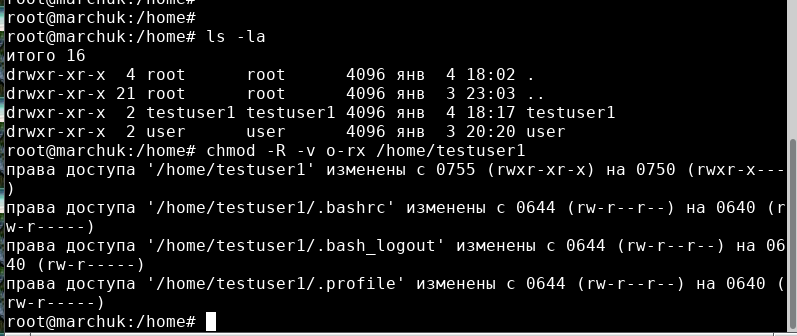 root@marchuk:/home#
root@marchuk:/home#
root@marchuk:/home# ls -la
итого 16
drwxr-xr-x  4 root      root      4096 янв  4 18:02 .
drwxr-xr-x 21 root      root      4096 янв  3 23:03 ..
drwxr-xr-x  2 testuser1 testuser1 4096 янв  4 18:17 testuser1
drwxr-xr-x  2 user      user      4096 янв  3 20:20 user
root@marchuk:/home# chmod -R -v o-rx /home/testuser1
права доступа '/home/testuser1' изменены с 0755 (rwxr-xr-x) на 0750 (rwxr-x---
)
права доступа '/home/testuser1/.bashrc' изменены с 0644 (rw-r--r--) на 0640 (r
w-r-----)
права доступа '/home/testuser1/.bash_logout' изменены с 0644 (rw-r--r--) на 06
40 (rw-r-----)
права доступа '/home/testuser1/.profile' изменены с 0644 (rw-r--r--) на 0640 (
rw-r-----)
root@marchuk:/home#